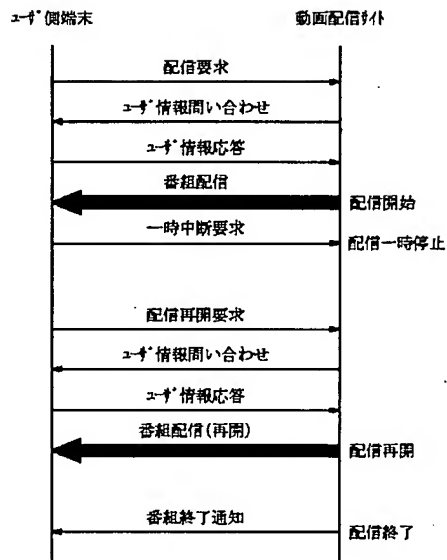 ユーザ側端末 動画配信サイト
配信要求
ユーザ情報問い合わせ
ユーザ情報応答
番組配信
配信開始
一時中断要求
配信一時停止
配信再開要求
ユーザ情報問い合わせ
ユーザ情報応答
番組配信(再開)
配信再開
番組終了通知
配信終了